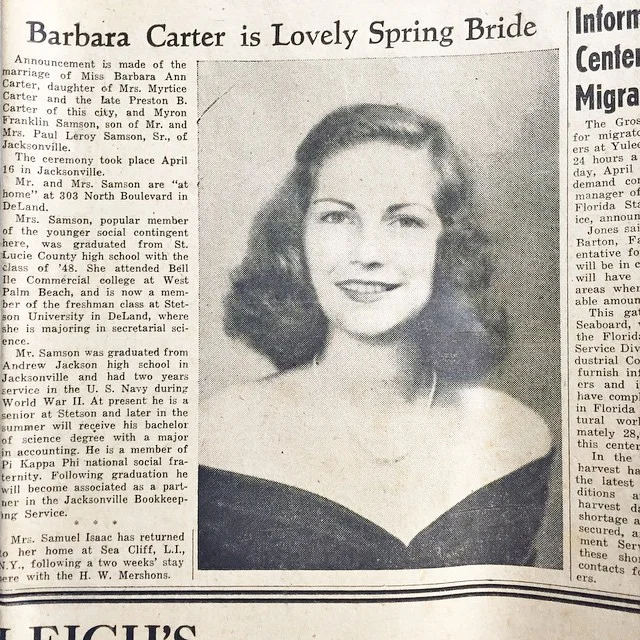 Barbara Carter is Lovely Spring Bride
Announcement is made of the
marriage of Miss Barbara Ann
Carter, daughter of Mrs. Myrtice
Carter and the late Preston B.
Carter of this city, and Myron
Franklin Samson, son of Mr. and
Mrs. Paul Leroy Samson, Sr., of
Jacksonville.
The ceremony took place April
16 in Jacksonville.
Mr. and Mrs. Samson are "at
home" at 303 North Boulevard in
DeLand.
Mrs. Samson, popular member
of the younger social contingent
here, was graduated from St.
Lucie County high school with the
class of '48. She attended Bell
Ile Commercial college at West
Palm Beach, and is now a mem-
ber of the freshman class at Stet-
son University in DeLand, where
she is majoring in secretarial sci-
ence.
Mr. Samson was graduated from
Andrew Jackson high school in
Jacksonville and had two years
service in the U. S. Navy during
World War II. At present he is a
senior at Stetson and later in the
summer will receive his bachelor
of science degree with a major
in accounting. He is a member of
Pi Kappa Phi national social fra-
ternity. Following graduation he
will become associated as a part-
ner in the Jacksonville Bookkeep-
ing Service.
* * *
Mrs. Samuel Isaac has returned
to her home at Sea Cliff, L.I.,
N.Y., following a two weeks' stay
here with the H. W. Mershons.
Inform
Center
Migra
The Gros
for migrat
ers at Yulee
24 hours a
day, April
demand con
manager of
Florida Sta
ice, announ
Jones sai
Barton, Fl
entative fo
will be in c
will have
areas wher
able amou
This gat
Seaboard,
the Florid
Service Div
dustrial Co
furnish inf
ers and i
have compl
in Florida
tural work
mately 28,
this center
In the
harvest ha
the latest
ditions
harvest d
shortage a
secured, a
ment Serv
these shor
contacts fo
ers.
LEIGH'S